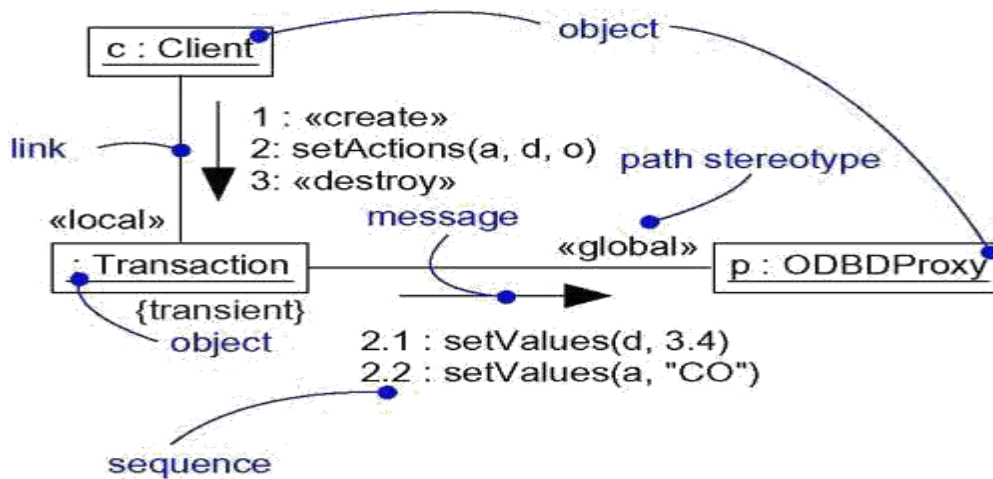 object
c : Client
1 : «create»
link
2: setActions(a, d, o)
path stereotype
3: «destroy»
«local»
message
«global»
: Transaction
p : ODBDProxy
{transient}
object
2.1 : setValues(d, 3.4)
2.2 : setValues(a, "CO")
sequence